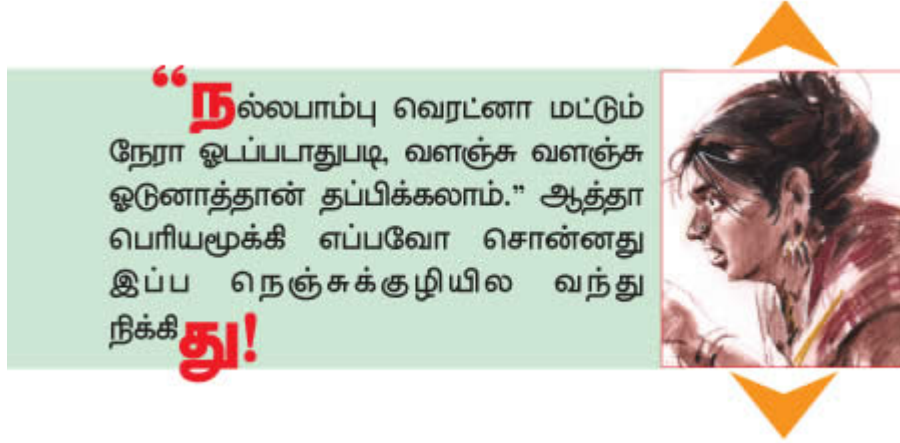 “நல்லபாம்பு வெரட்னா மட்டும்
நேரா ஓடப்படாதுபடி, வளஞ்சு வளஞ்சு
ஓடுனாத்தான் தப்பிக்கலாம்.” ஆத்தா
பெரியமூக்கி எப்பவோ சொன்னது
இப்ப நெஞ்சுக்குழியில வந்து
நிக்கிது!